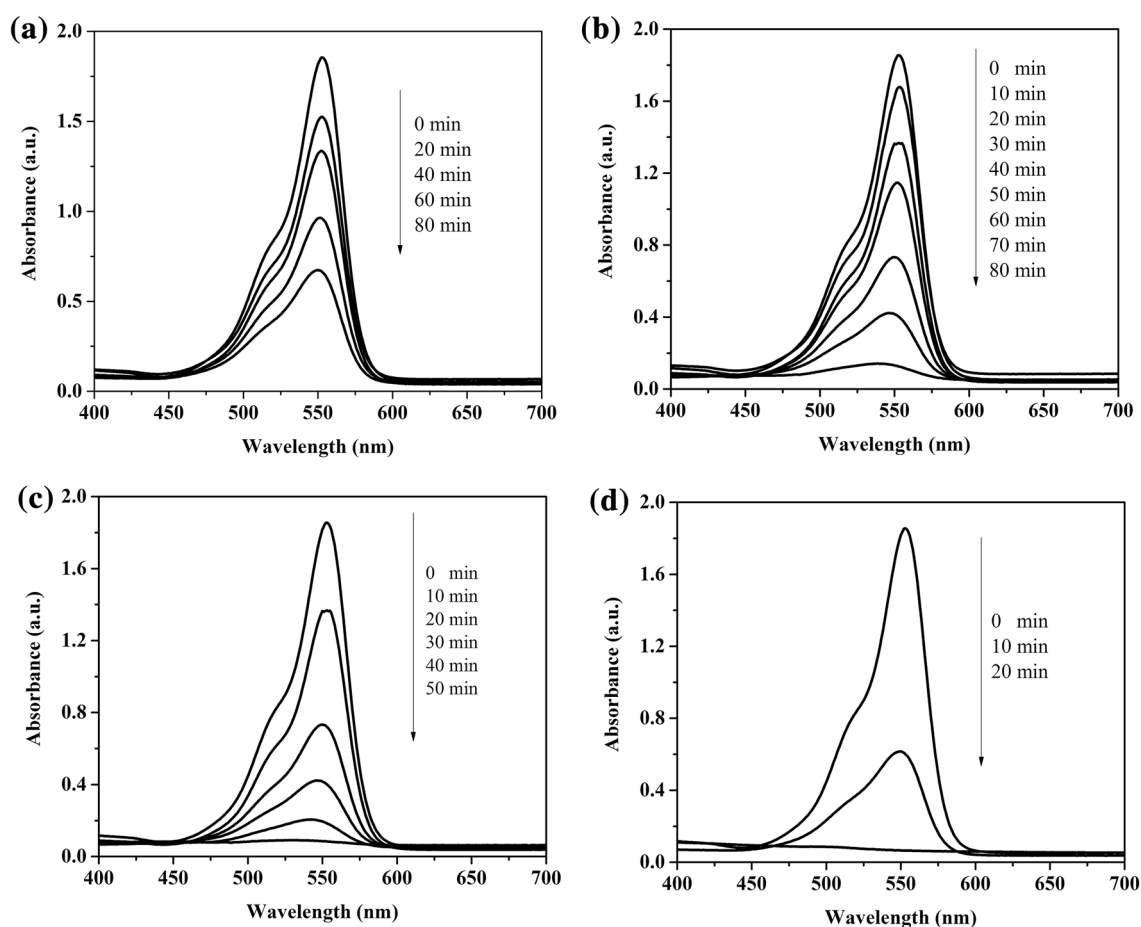 (a)
2.0
1.5
1.0
0.5
0.0
Absorbance (a.u.)
0 min
20 min
40 min
60 min
80 min
400 450 500 550 600 650 700
Wavelength (nm)
(b)
2.0
1.6
1.2
0.8
0.4
0.0
Absorbance (a.u.)
0 min
10 min
20 min
30 min
40 min
50 min
60 min
70 min
80 min
400 450 500 550 600 650 700
Wavelength (nm)
(c)
2.0
1.6
1.2
0.8
0.4
0.0
Absorbance (a.u.)
0 min
10 min
20 min
30 min
40 min
50 min
400 450 500 550 600 650 700
Wavelength (nm)
(d)
2.0
1.6
1.2
0.8
0.4
0.0
Absorbance (a.u.)
0 min
10 min
20 min
400 450 500 550 600 650 700
Wavelength (nm)